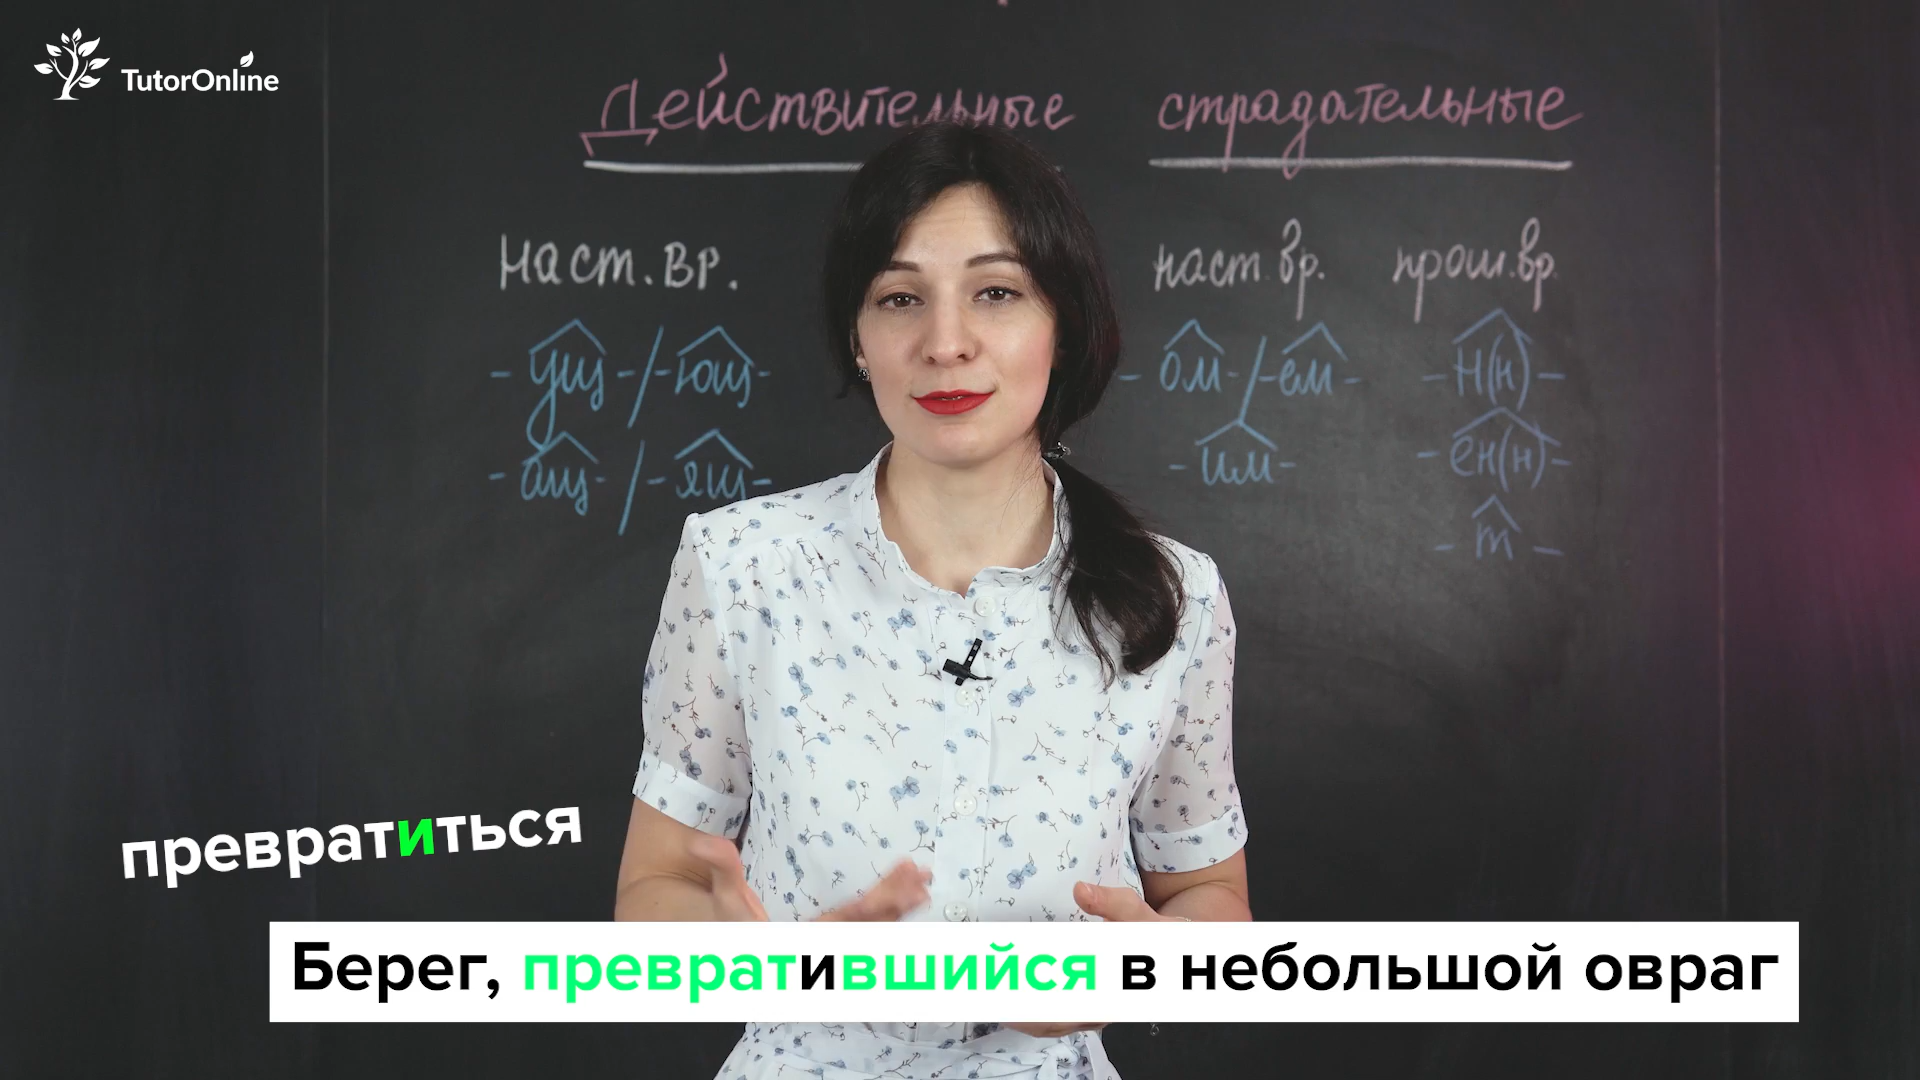 TutorOnline
Действительные страдательные
наст.вр. наст.вр. прош.вр.
-ущ-/-ющ- -ом-/-ем- -н(н)-
-ащ-/-ящ- -им- -ен(н)-
-т-
превратиться
Берег, превратившийся в небольшой овраг